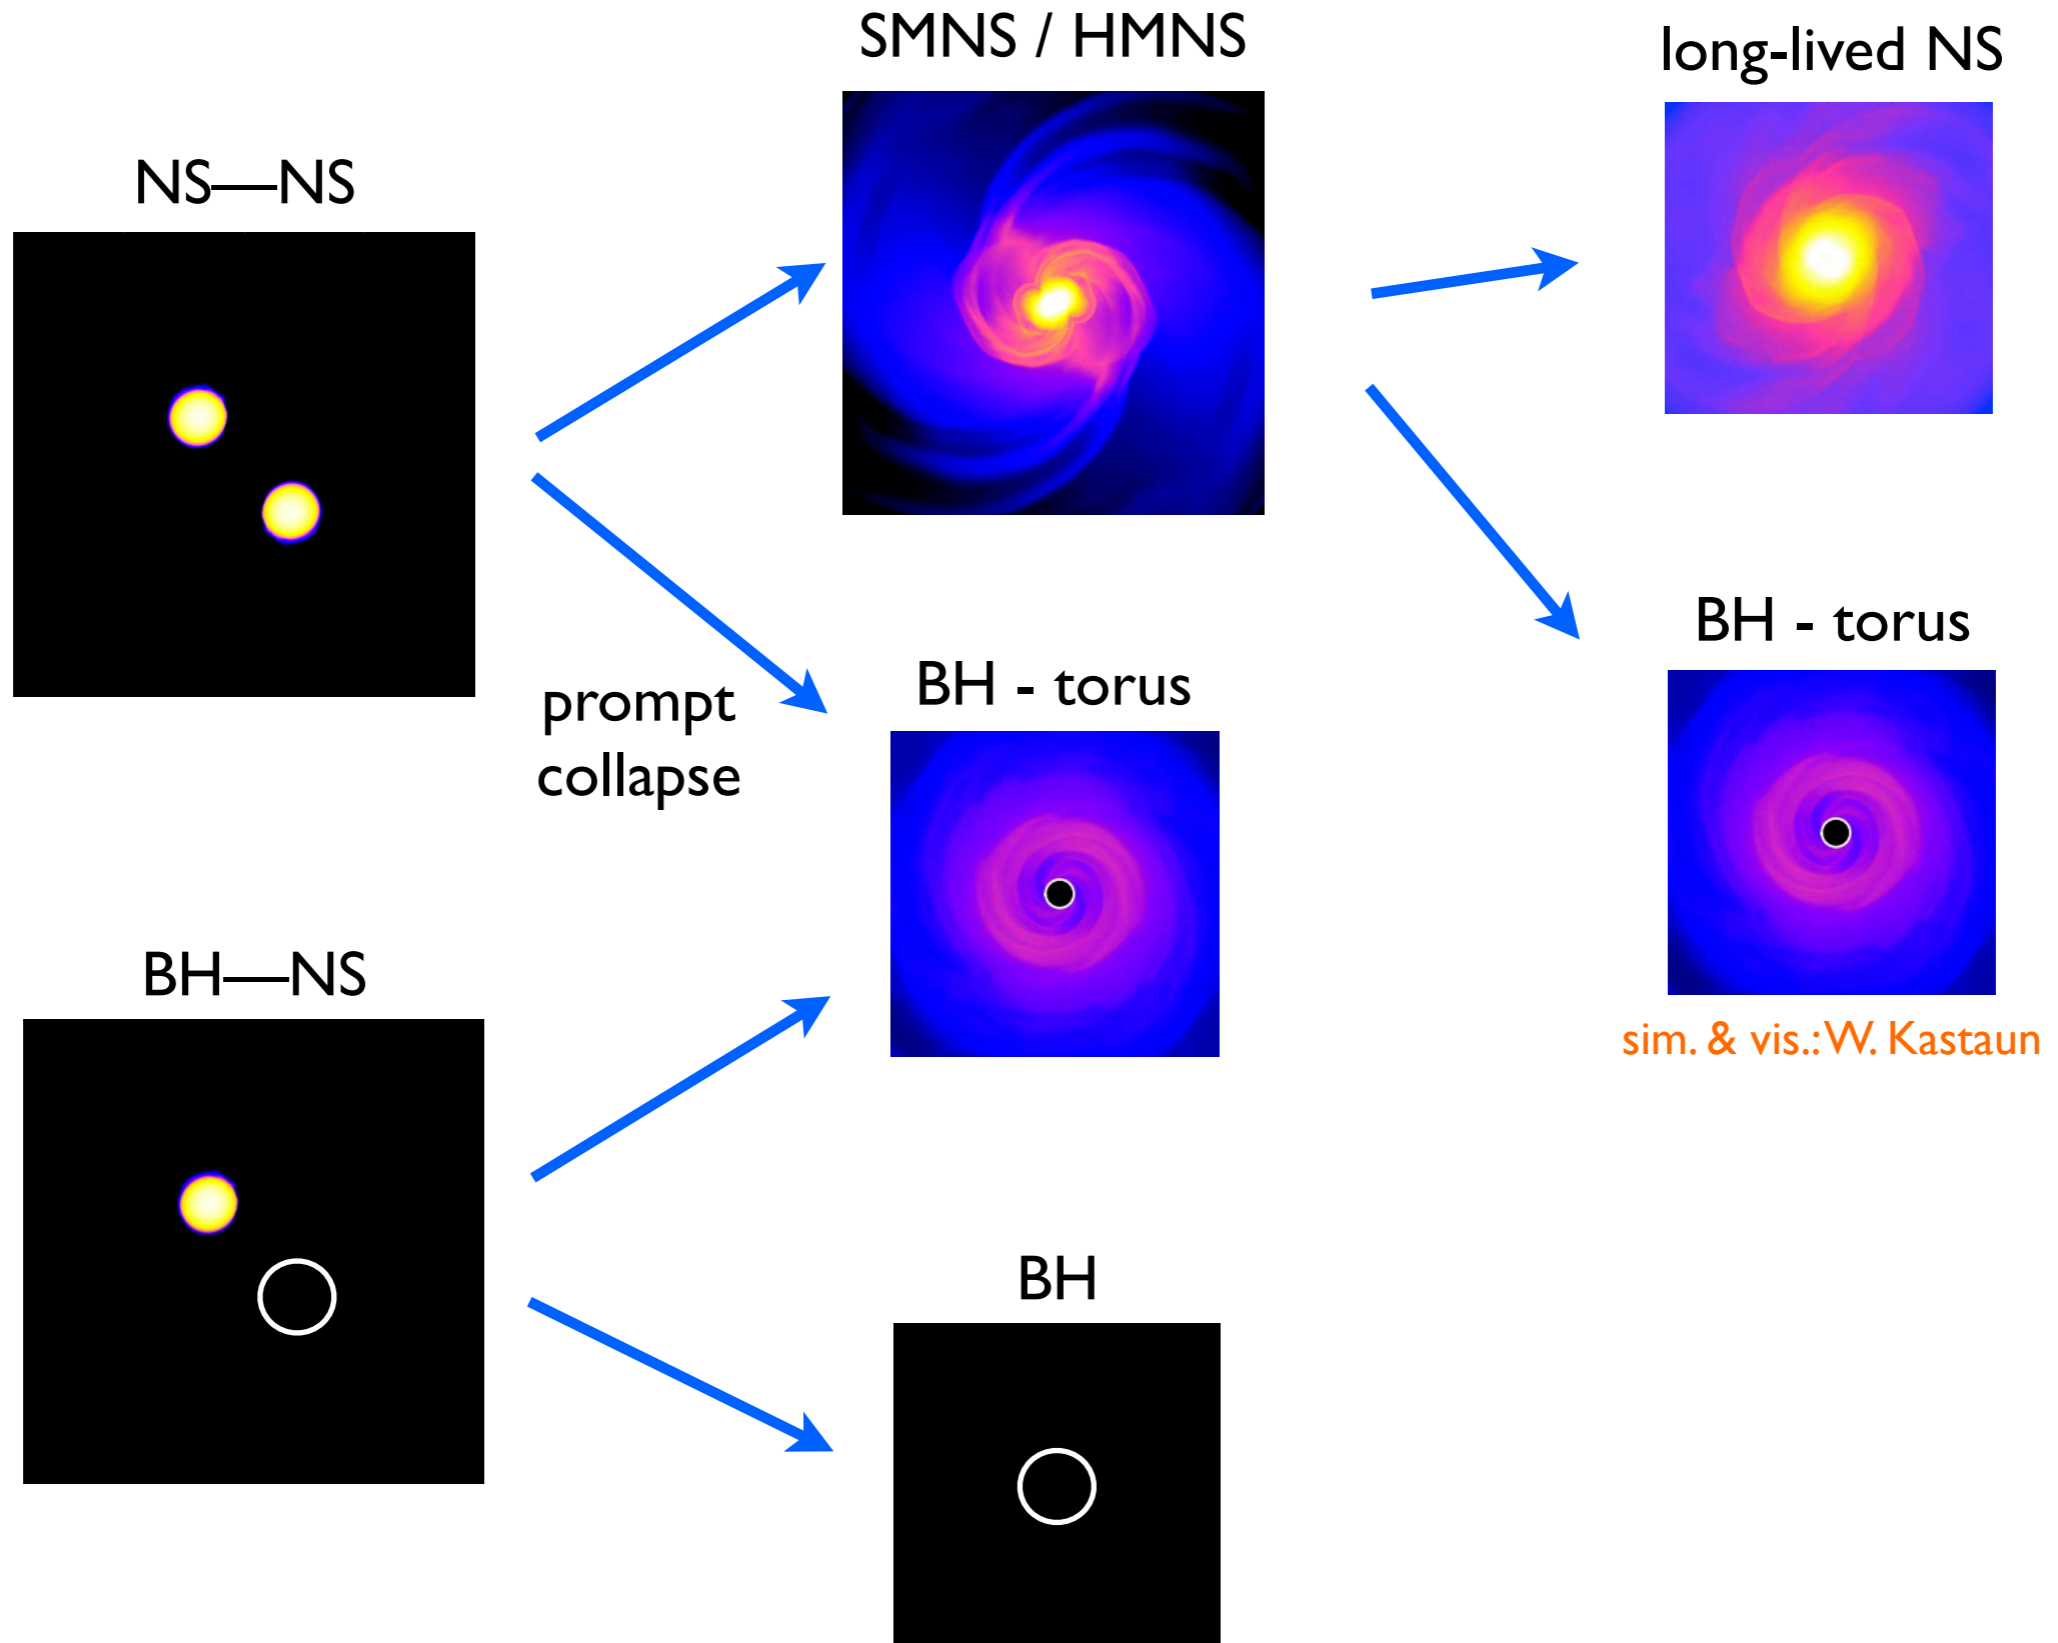 SMNS / HMNS
long-lived NS
NS—NS
prompt
collapse
BH - torus
BH - torus
BH—NS
sim. & vis.: W. Kastaun
BH